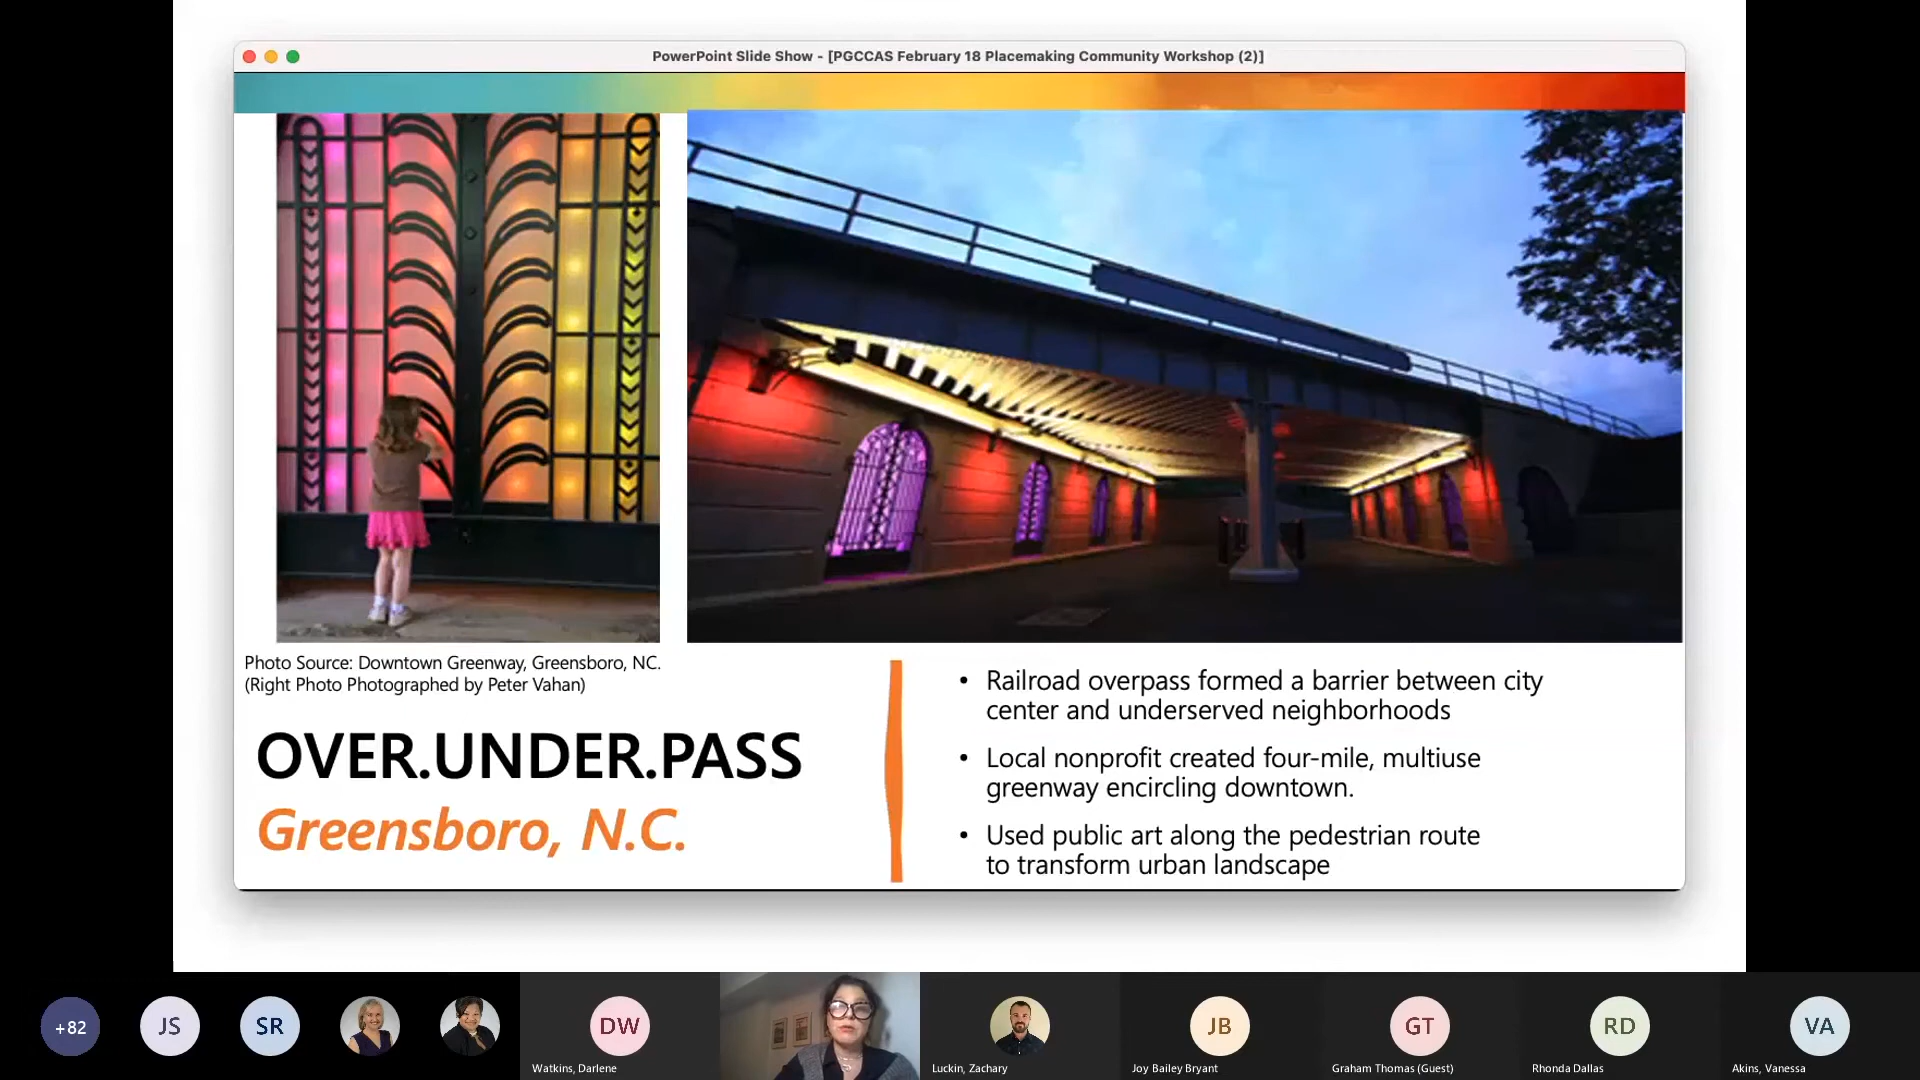 PowerPoint Slide Show - [PGCCAS February 18 Placemaking Community Workshop (2)]
Photo Source: Downtown Greenway, Greensboro, NC.
(Right Photo Photographed by Peter Vahan)
OVER.UNDER.PASS
Greensboro, N.C.
• Railroad overpass formed a barrier between city
center and underserved neighborhoods
• Local nonprofit created four-mile, multiuse
greenway encircling downtown.
• Used public art along the pedestrian route
to transform urban landscape
+82
JS
SR
DW
JB
GT
RD
VA
Watkins, Darlene
Luckin, Zachary
Joy Bailey Bryant
Graham Thomas (Guest)
Rhonda Dallas
Akins, Vanessa